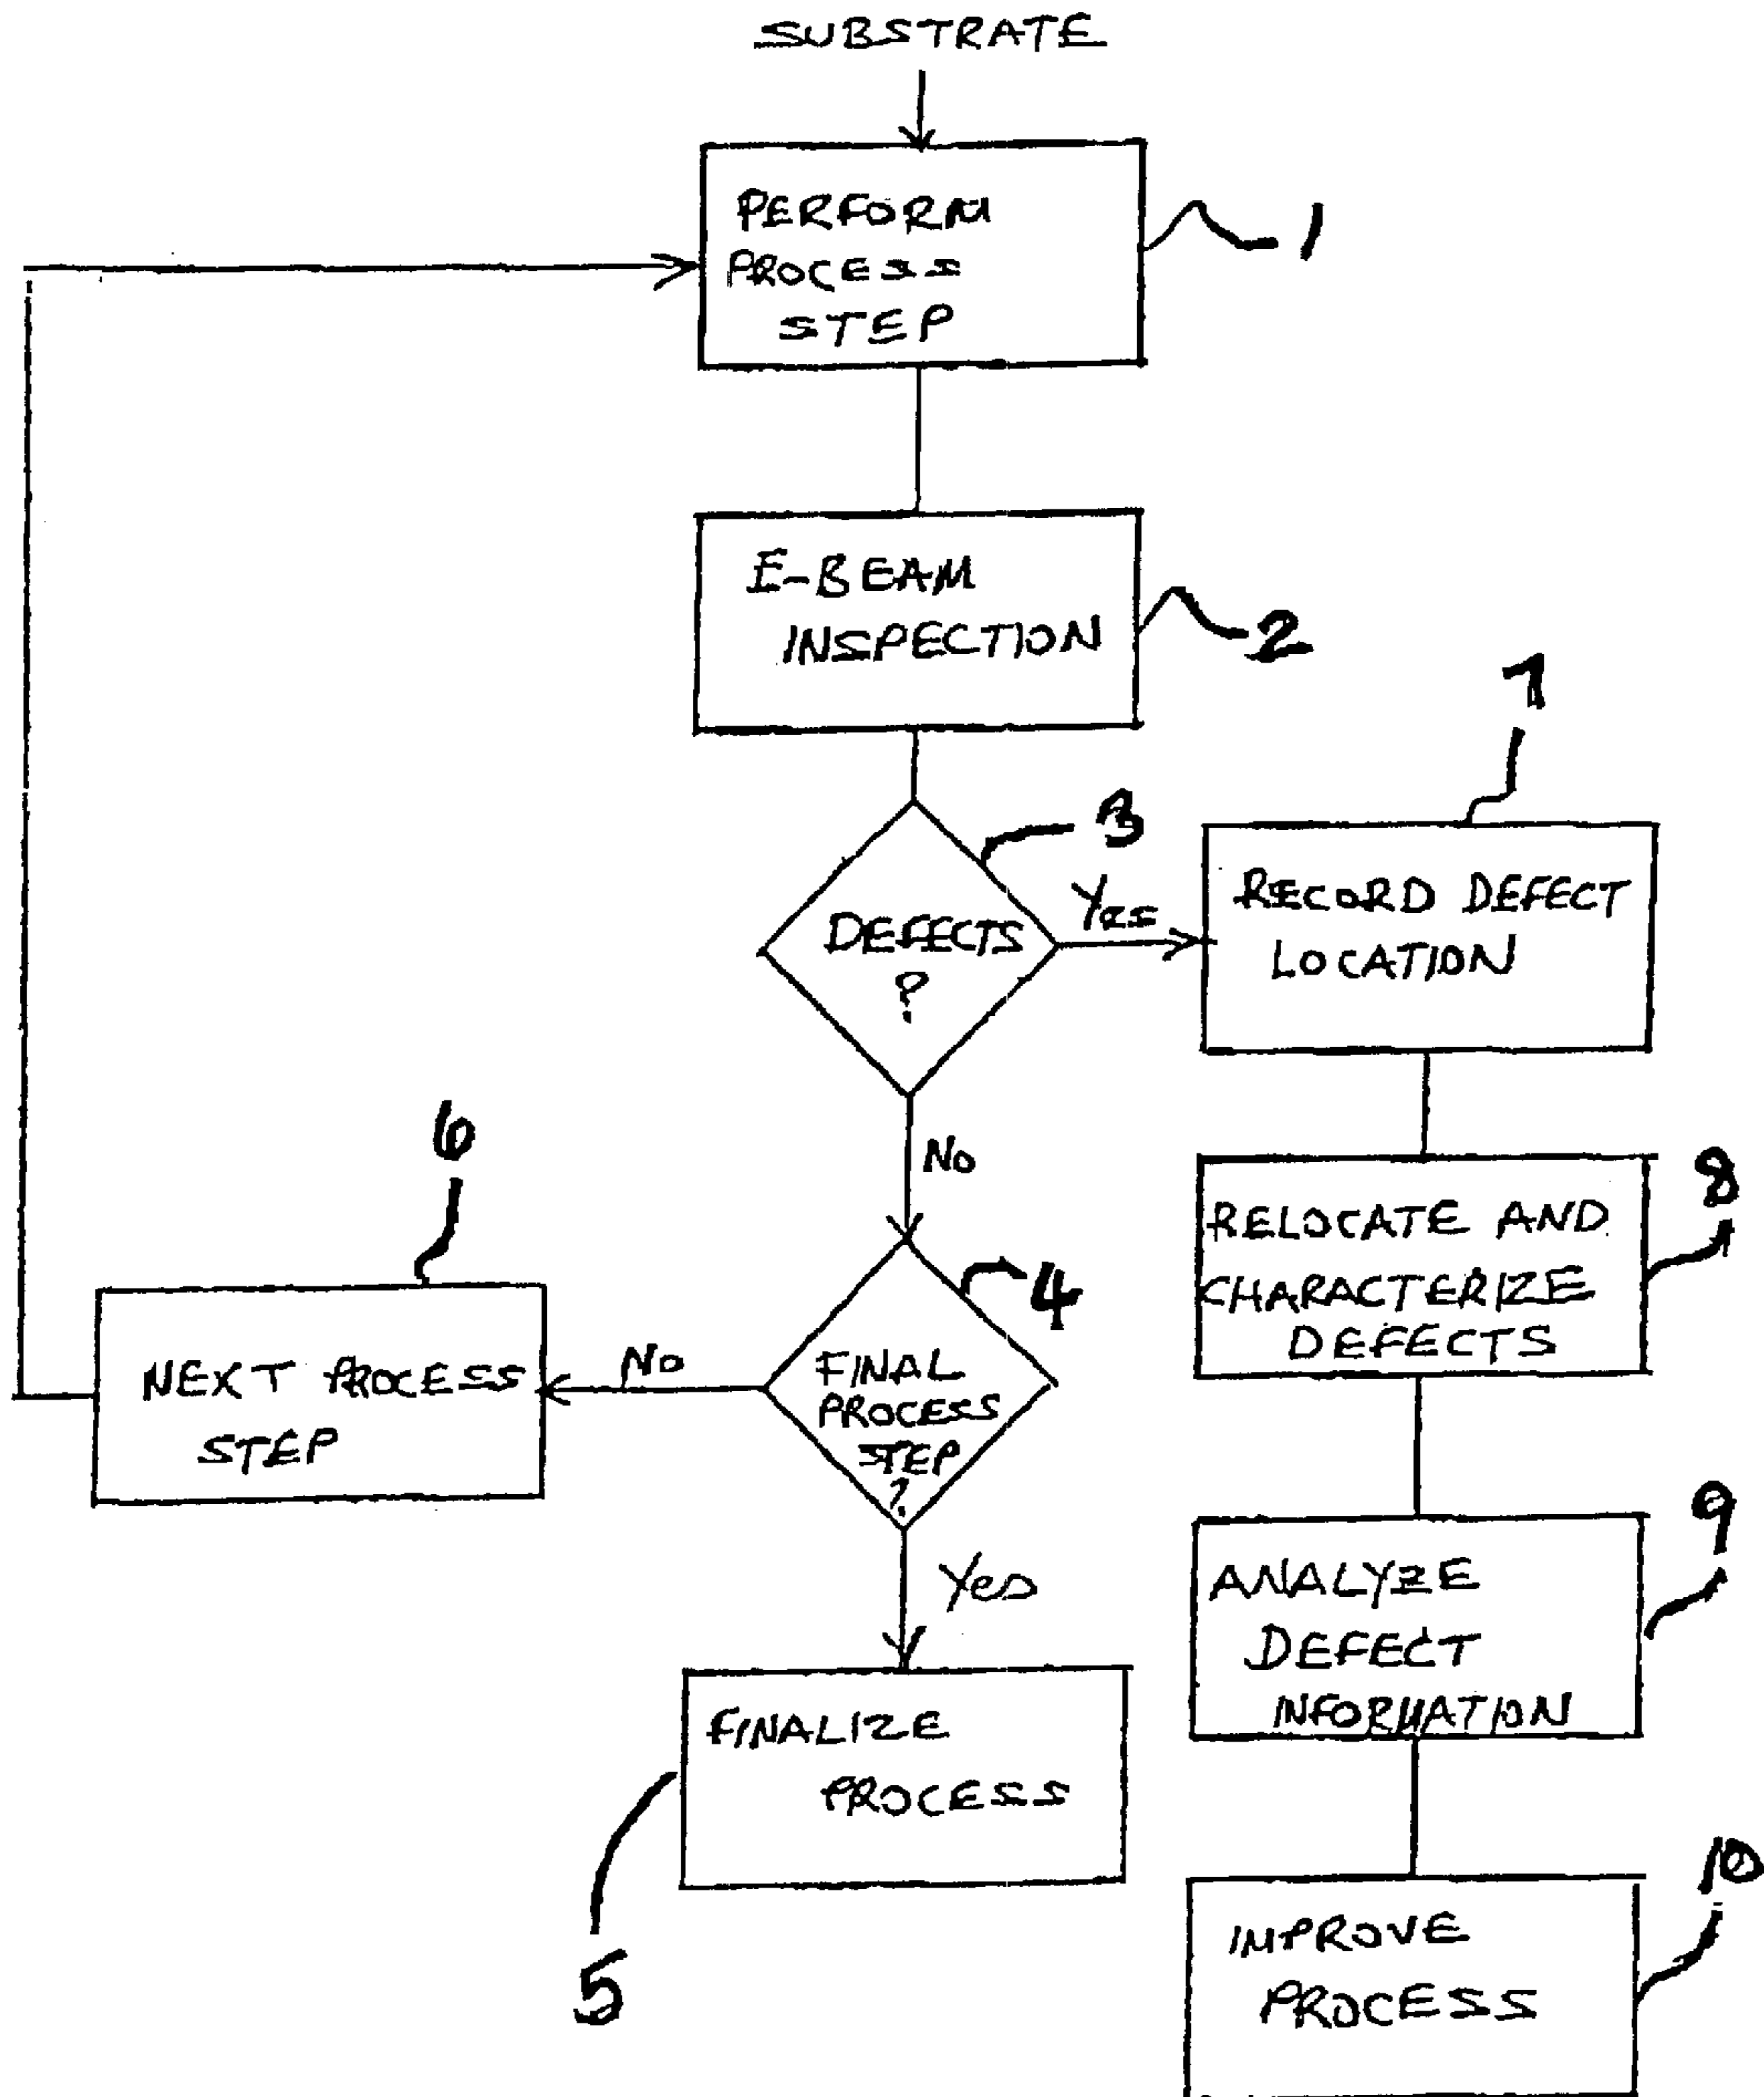 SUBSTRATE
PERFORM
PROCESS
STEP
1
E-BEAM
INSPECTION
2
3
DEFECTS
?
Yes
7
RECORD DEFECT
LOCATION
No
8
RELOCATE AND
CHARACTERIZE
DEFECTS
4
FINAL
PROCESS
STEP
?
No
6
NEXT PROCESS
STEP
Yes
9
ANALYZE
DEFECT
INFORMATION
FINALIZE
PROCESS
5
10
IMPROVE
PROCESS